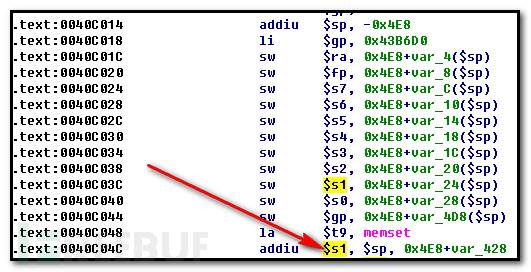 .text:0040C014 addiu $sp, -0x4E8
.text:0040C018 li $gp, 0x43B6D0
.text:0040C01C sw $ra, 0x4E8+var_4($sp)
.text:0040C020 sw $fp, 0x4E8+var_8($sp)
.text:0040C024 sw $s7, 0x4E8+var_C($sp)
.text:0040C028 sw $s6, 0x4E8+var_10($sp)
.text:0040C02C sw $s5, 0x4E8+var_14($sp)
.text:0040C030 sw $s4, 0x4E8+var_18($sp)
.text:0040C034 sw $s3, 0x4E8+var_1C($sp)
.text:0040C038 sw $s2, 0x4E8+var_20($sp)
.text:0040C03C sw $s1, 0x4E8+var_24($sp)
.text:0040C040 sw $s0, 0x4E8+var_28($sp)
.text:0040C044 sw $gp, 0x4E8+var_4D8($sp)
.text:0040C048 la $t9, memset
.text:0040C04C addiu $s1, $sp, 0x4E8+var_428